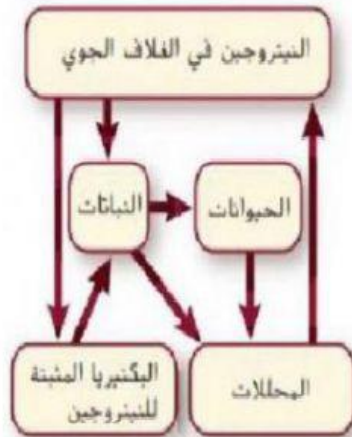 النيتروجين في الغلاف الجوي
الحيوانات
النباتات
المحللات
البكتيريا المثبتة
للنيتروجين